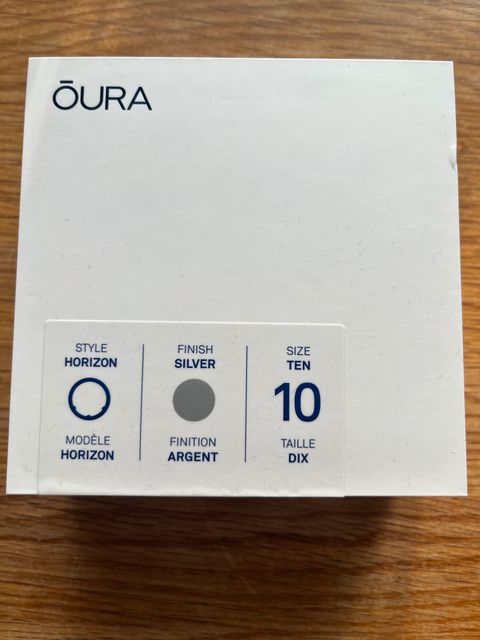 ŌURA
STYLE
HORIZON
MODÈLE
HORIZON
FINISH
SILVER
FINITION
ARGENT
SIZE
TEN
10
TAILLE
DIX